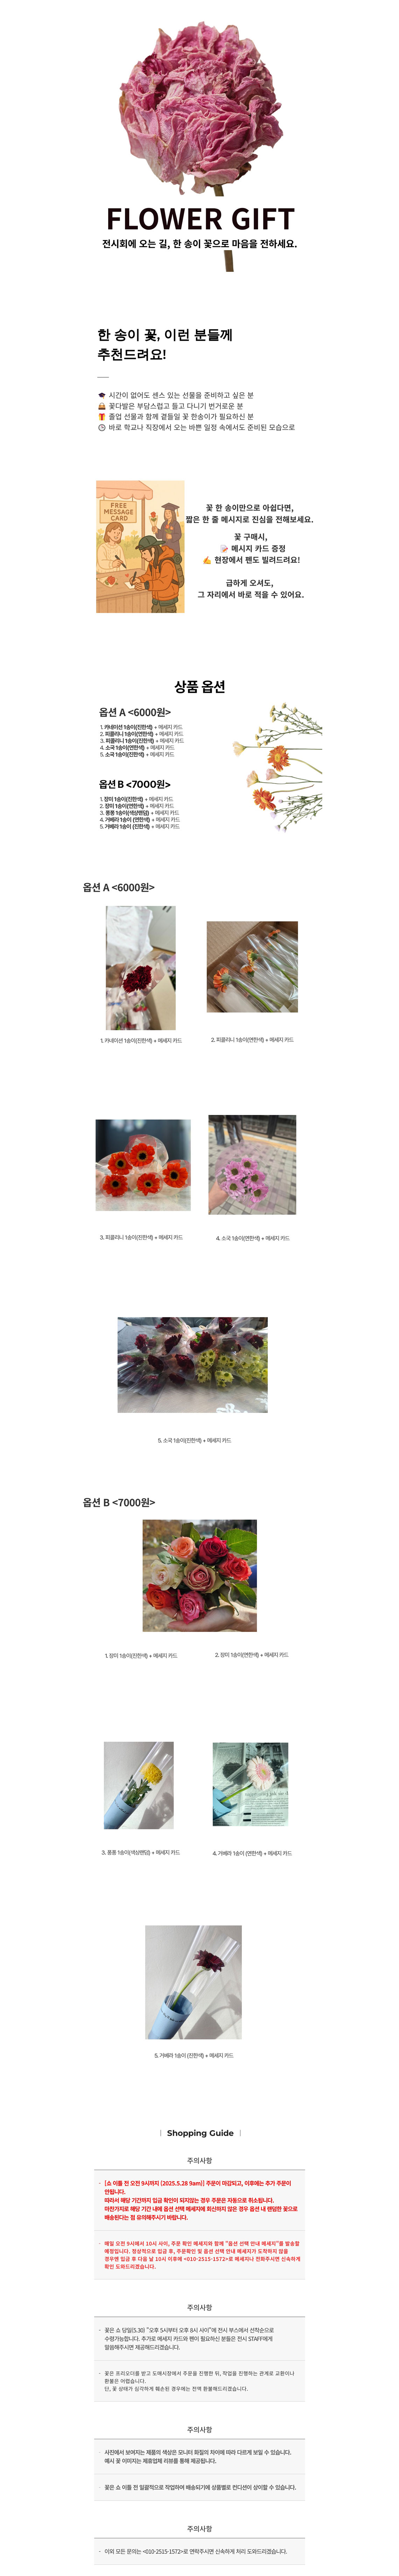 FLOWER GIFT
전시회에 오는 길, 한 송이 꽃으로 마음을 전하세요.
한 송이 꽃, 이런 분들께
추천드려요!
시간이 없어도 센스 있는 선물을 준비하고 싶은 분
꽃다발은 부담스럽고 들고 다니기 번거로운 분
졸업 선물과 함께 곁들일 꽃 한송이가 필요하신 분
바로 학교나 직장에서 오는 바쁜 일정 속에서도 준비된 모습으로
FREE
MESSAGE
CARD
꽃 한 송이만으로 아쉽다면,
짧은 한 줄 메시지로 진심을 전해보세요.
꽃 구매시,
📝 메시지 카드 증정
✍️ 현장에서 펜도 빌려드려요!
급하게 오셔도,
그 자리에서 바로 적을 수 있어요.
상품 옵션
옵션 A <6000원>
1. 카네이션 1송이(진한색) + 메세지 카드
2. 피콜리니 1송이(연한색) + 메세지 카드
3. 피콜리니 1송이(진한색) + 메세지 카드
4. 소국 1송이(연한색) + 메세지 카드
5. 소국 1송이(진한색) + 메세지 카드
옵션 B <7000원>
1. 장미 1송이(진한색) + 메세지 카드
2. 장미 1송이(연한색) + 메세지 카드
3. 퐁퐁 1송이(색상랜덤) + 메세지 카드
4. 거베라 1송이 (연한색) + 메세지 카드
5. 거베라 1송이 (진한색) + 메세지 카드
옵션 A <6000원>
1. 카네이션 1송이(진한색) + 메세지 카드
2. 피콜리니 1송이(연한색) + 메세지 카드
3. 피콜리니 1송이(진한색) + 메세지 카드
4. 소국 1송이(연한색) + 메세지 카드
5. 소국 1송이(진한색) + 메세지 카드
옵션 B <7000원>
1. 장미 1송이(진한색) + 메세지 카드
2. 장미 1송이(연한색) + 메세지 카드
3. 퐁퐁 1송이(색상랜덤) + 메세지 카드
4. 거베라 1송이 (연한색) + 메세지 카드
5. 거베라 1송이 (진한색) + 메세지 카드
| Shopping Guide |
주의사항
- [쇼 이틀 전 오전 9시까지 (2025.5.28 9am)] 주문이 마감되고, 이후에는 추가 주문이
안됩니다.
따라서 해당 기간까지 입금 확인이 되지않는 경우 주문은 자동으로 취소됩니다.
마찬가지로 해당 기간 내에 옵션 선택 메세지에 회신하지 않은 경우 옵션 내 랜덤한 꽃으로
배송된다는 점 유의해주시기 바랍니다.
- 매일 오전 9시에서 10시 사이, 주문 확인 메세지와 함께 "옵션 선택 안내 메세지"를 발송할
예정입니다. 정상적으로 입금 후, 주문확인 및 옵션 선택 안내 메세지가 도착하지 않을
경우엔 입금 후 다음 날 10시 이후에 <010-2515-1572>로 메세지나 전화주시면 신속하게
확인 도와드리겠습니다.
주의사항
- 꽃은 쇼 당일(5.30) "오후 5시부터 오후 8시 사이"에 전시 부스에서 선착순으로
수령가능합니다. 추가로 메세지 카드와 펜이 필요하신 분들은 전시 STAFF에게
말씀해주시면 제공해드리겠습니다.
- 꽃은 프리오더를 받고 도매시장에서 주문을 진행한 뒤, 작업을 진행하는 관계로 교환이나
환불은 어렵습니다.
단, 꽃 상태가 심각하게 훼손된 경우에는 전액 환불해드리겠습니다.
주의사항
- 사진에서 보여지는 제품의 색상은 모니터 화질의 차이에 따라 다르게 보일 수 있습니다.
예시 꽃 이미지는 제휴업체 리뷰를 통해 제공됩니다.
- 꽃은 쇼 이틀 전 일괄적으로 작업하여 배송되기에 상품별로 컨디션이 상이할 수 있습니다.
주의사항
- 이외 모든 문의는 <010-2515-1572>로 연락주시면 신속하게 처리 도와드리겠습니다.